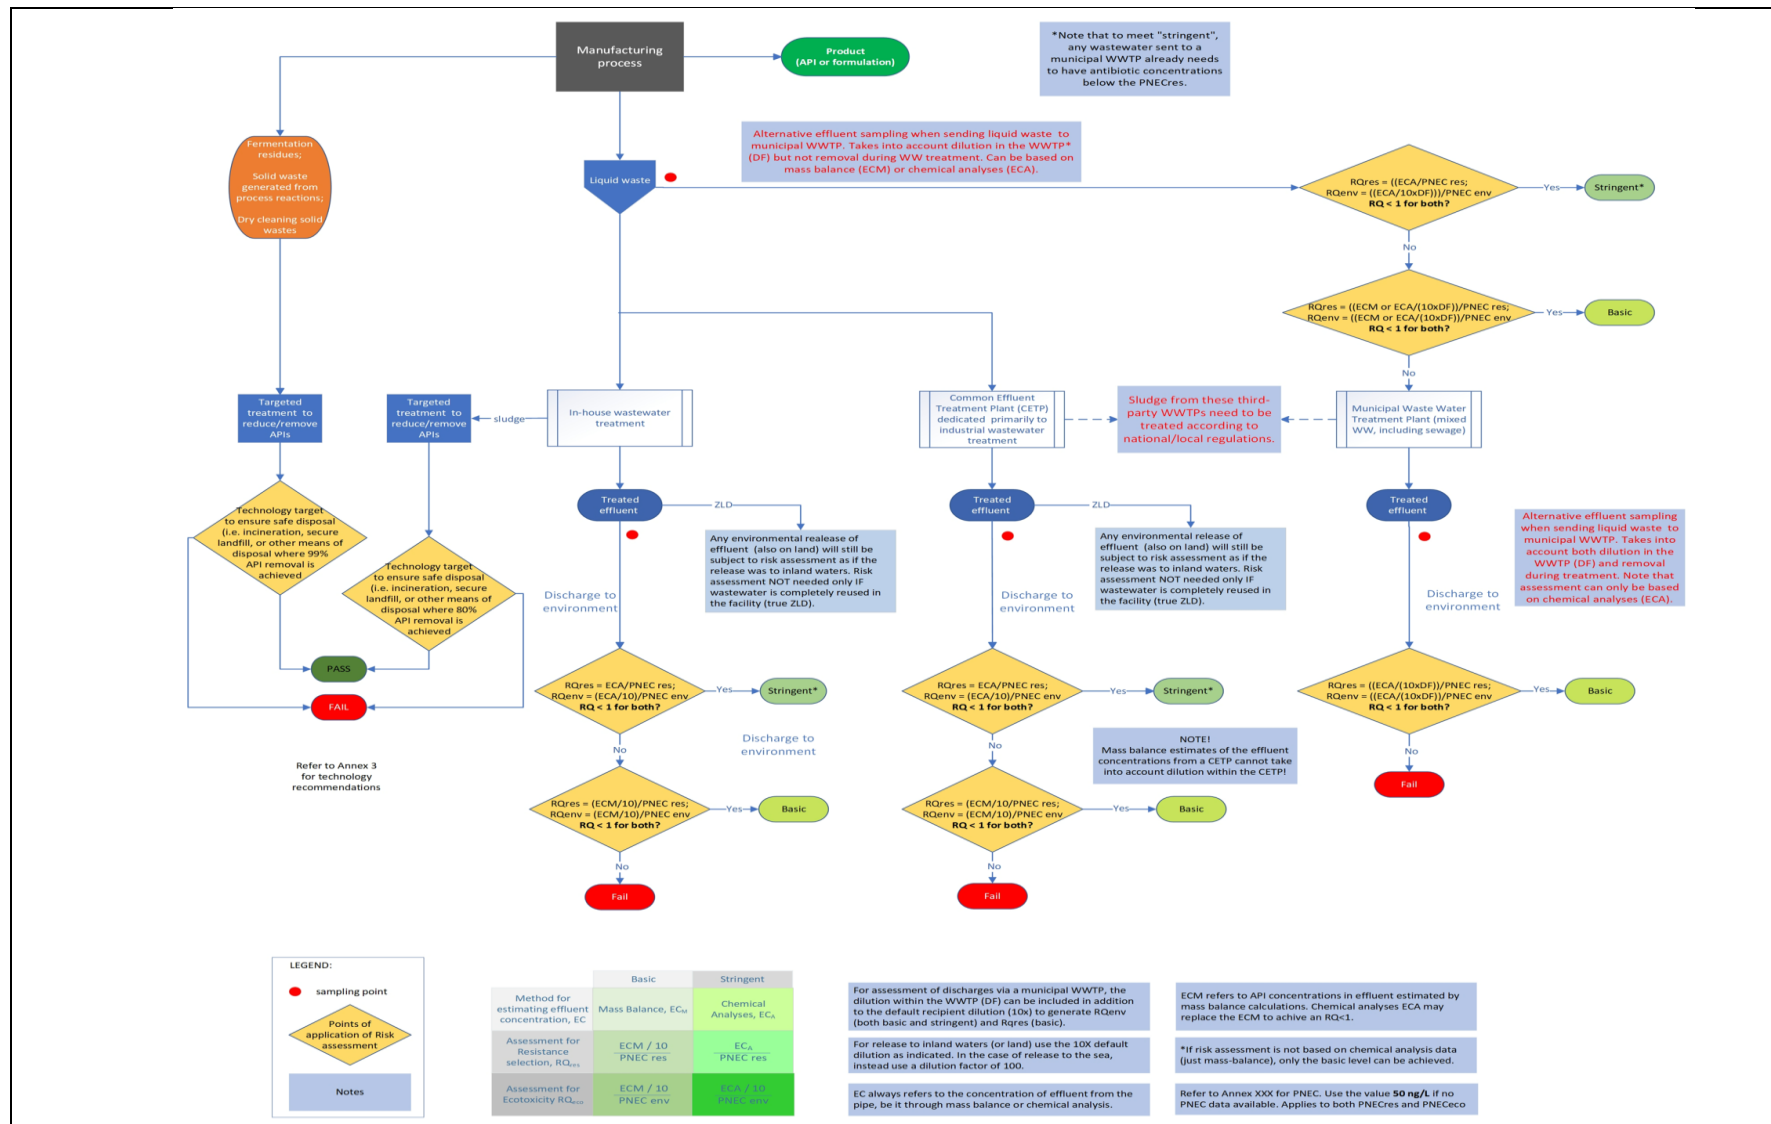 Manufacturing
process
Product
(API or formulation)
*Note that to meet "stringent",
any wastewater sent to a
municipal WWTP already needs
to have antibiotic concentrations
below the PNECres.
Fermentation
residues;
Solid waste
generated from
process reactions;
Dry cleaning solid
wastes
Liquid waste
Alternative effluent sampling when sending liquid waste to
municipal WWTP. Takes into account dilution in the WWTP*
(DF) but not removal during WW treatment. Can be based on
mass balance (ECM) or chemical analyses (ECA).
RQres = ((ECA/PNEC res;
RQenv = ((ECA/10xDF)))/PNEC env
RQ < 1 for both?
Yes
Stringent*
No
RQres = ((ECM or ECA/(10xDF))/PNEC res;
RQenv = ((ECM or ECA/(10xDF))/PNEC env
RQ < 1 for both?
Yes
Basic
No
Targeted
treatment to
reduce/remove
APIs
Targeted
treatment to
reduce/remove
APIs
sludge
In-house wastewater
treatment
Common Effluent
Treatment Plant (CETP)
dedicated primarily to
industrial wastewater
treatment
Sludge from these third-
party WWTPs need to be
treated according to
national/local regulations.
Municipal Waste Water
Treatment Plant (mixed
WW, including sewage)
Technology target
to ensure safe disposal
(i.e. incineration, secure
landfill, or other means of
disposal where 99%
API removal is
achieved
Technology target
to ensure safe disposal
(i.e. incineration, secure
landfill, or other means of
disposal where 80%
API removal is
achieved
PASS
FAIL
Refer to Annex 3
for technology
recommendations
Treated
effluent
ZLD
Any environmental realease of
effluent (also on land) will still be
subject to risk assessment as if the
release was to inland waters. Risk
assessment NOT needed only IF
wastewater is completely reused in
the facility (true ZLD).
Discharge to
environment
RQres = ECA/PNEC res;
RQenv = (ECA/10)/PNEC env
RQ < 1 for both?
Yes
Stringent*
Discharge to
environment
No
RQres = (ECM/10)/PNEC res;
RQenv = (ECM/10)/PNEC env
RQ < 1 for both?
Yes
Basic
No
Fail
Treated
effluent
ZLD
Any environmental release of
effluent (also on land) will still be
subject to risk assessment as if the
release was to inland waters. Risk
assessment NOT needed only IF
wastewater is completely reused in
the facility (true ZLD).
Discharge to
environment
RQres = ECA/PNEC res;
RQenv = (ECA/10)/PNEC env
RQ < 1 for both?
Yes
Stringent*
NOTE!
Mass balance estimates of the effluent
concentrations from a CETP cannot take
into account dilution within the CETP!
No
RQres = (ECM/10/PNEC res;
RQenv = (ECM/10)/PNEC env
RQ < 1 for both?
Yes
Basic
No
Fail
Treated
effluent
Alternative effluent sampling
when sending liquid waste to
municipal WWTP. Takes into
account both dilution in the
WWTP (DF) and removal
during treatment. Note that
assessment can only be based
on chemical analyses (ECA).
Discharge to
environment
RQres = ((ECA/(10xDF))/PNEC res;
RQenv = ((ECA/(10xDF))/PNEC env
RQ < 1 for both?
Yes
Basic
No
Fail
LEGEND:
sampling point
Points of
application of Risk
assessment
Notes
Basic
Stringent
Method for
estimating effluent
concentration, EC
Mass Balance, ECM
Chemical
Analyses, ECA
Assessment for
Resistance
selection, RQres
ECM / 10
PNEC res
ECA
PNEC res
Assessment for
Ecotoxicity RQeco
ECM / 10
PNEC env
ECA / 10
PNEC env
For assessment of discharges via a municipal WWTP, the
dilution within the WWTP (DF) can be included in addition
to the default recipient dilution (10x) to generate RQenv
(both basic and stringent) and Rqres (basic).
For release to inland waters (or land) use the 10X default
dilution as indicated. In the case of release to the sea,
instead use a dilution factor of 100.
EC always refers to the concentration of effluent from the
pipe, be it through mass balance or chemical analysis.
ECM refers to API concentrations in effluent estimated by
mass balance calculations. Chemical analyses ECA may
replace the ECM to achive an RQ<1.
*If risk assessment is not based on chemical analysis data
(just mass-balance), only the basic level can be achieved.
Refer to Annex XXX for PNEC. Use the value 50 ng/L if no
PNEC data available. Applies to both PNECres and PNECeco